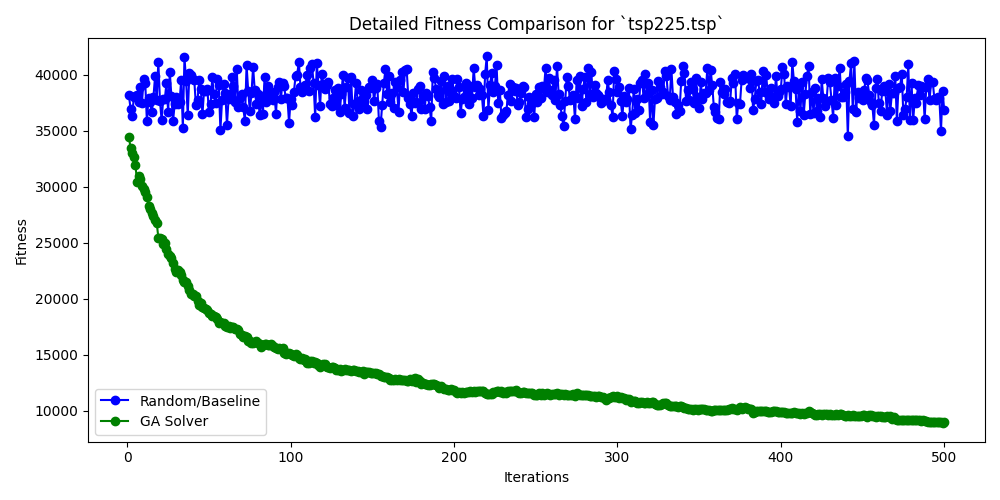 Detailed Fitness Comparison for `tsp225.tsp`
Fitness
40000
35000
30000
25000
20000
15000
10000
Random/Baseline
GA Solver
0 100 200 300 400 500
Iterations